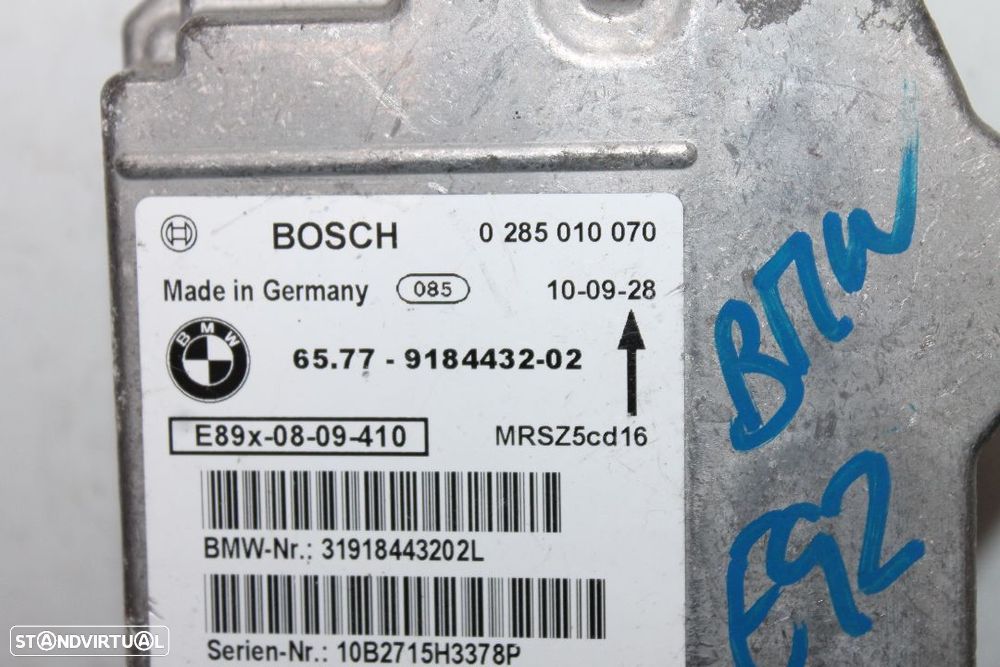 BOSCH 0 285 010 070
Made in Germany 085 10-09-28
BMW
65.77 - 9184432-02
E89x-08-09-410 MRSZ5cd16
BMW-Nr.: 31918443202L
Serien-Nr.: 10B2715H3378P
BMW
E92
STANDVIRTUAL